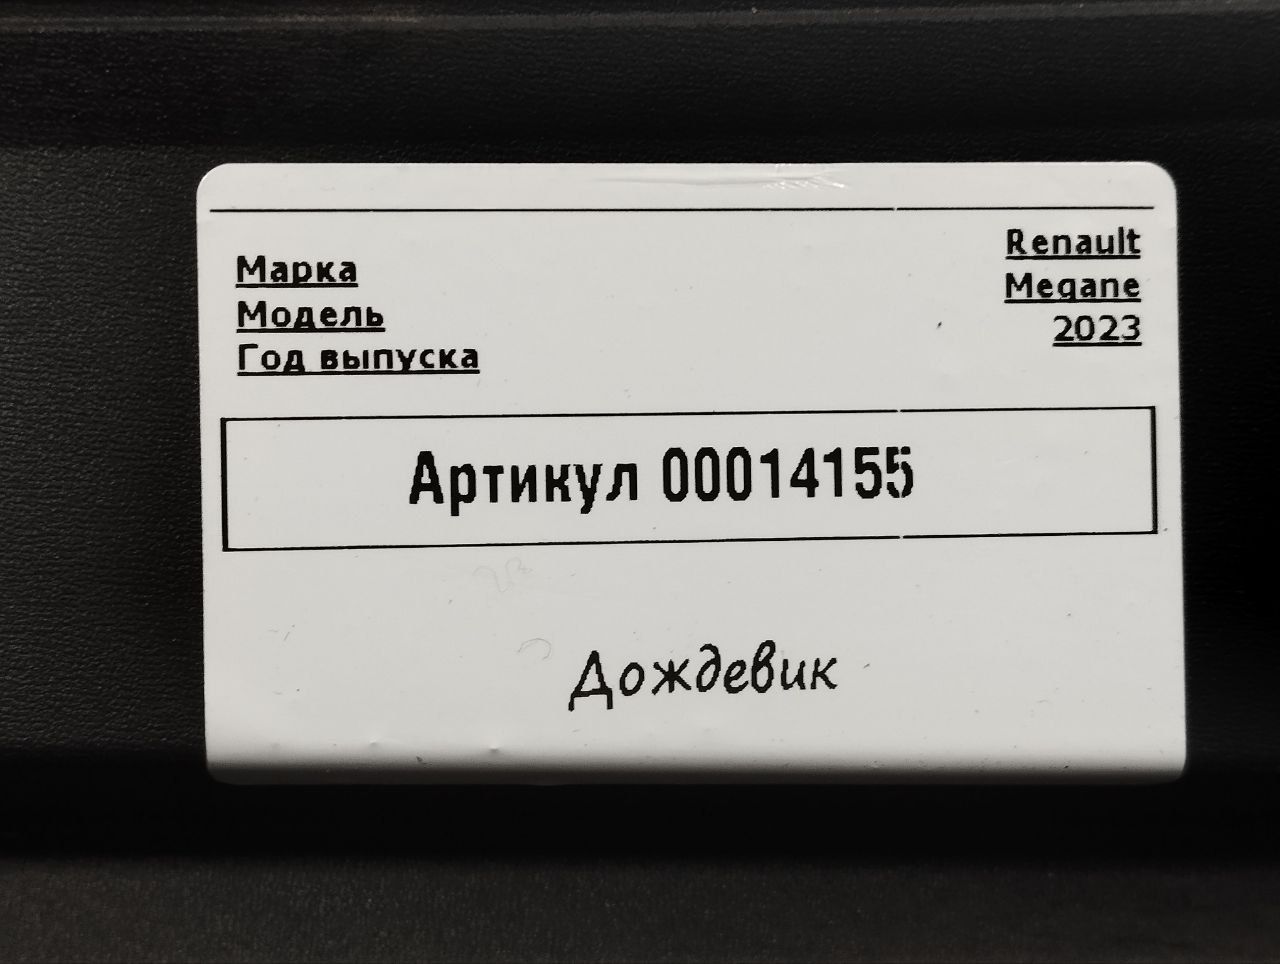 Марка
Модель
Год выпуска
Renault
Megane
2023
Артикул 00014155
Дождевик